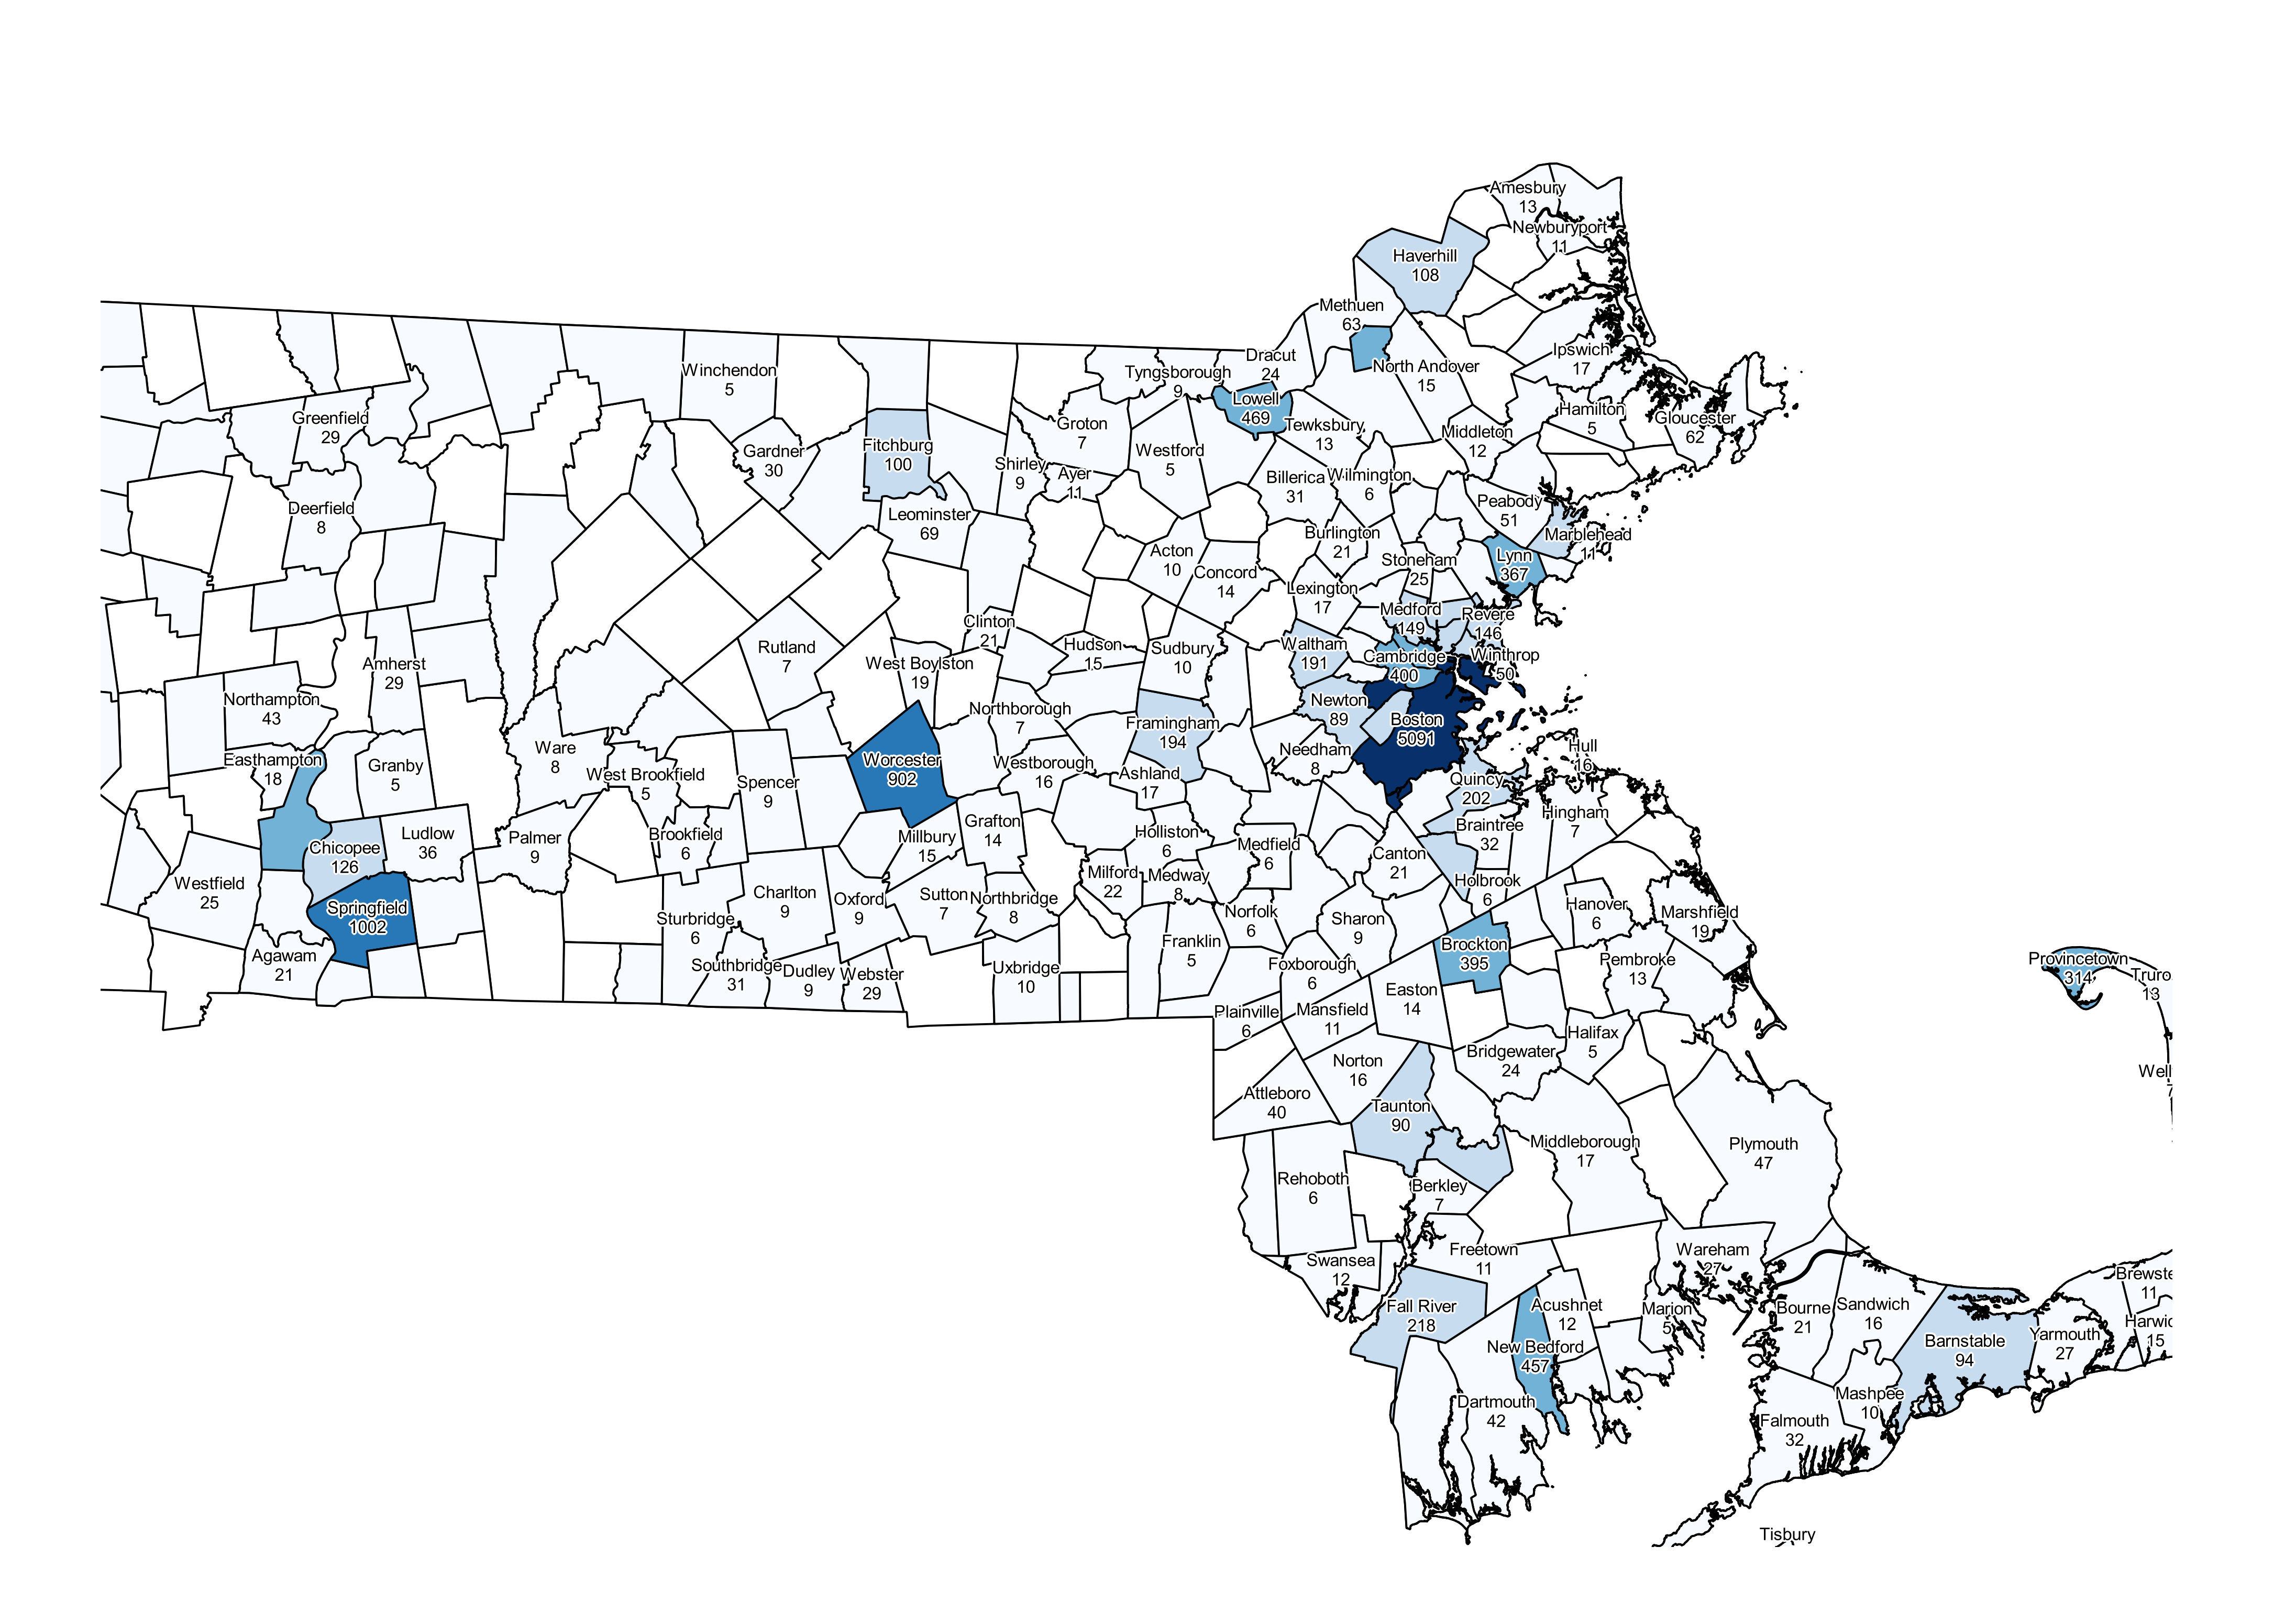 Amesbury
13
Newburyport
11
Haverhill
108
Methuen
63
Ipswich
17
North Andover
15
Dracut
24
Tyngsborough
9
Lowell
469
Winchendon
5
Hamilton
5
Gloucester
62
Greenfield
29
Groton
7
Tewksbury
13
Middleton
12
Fitchburg
100
Gardner
30
Westford
5
Shirley
9
Ayer
11
Billerica
31
Wilmington
6
Peabody
51
Deerfield
8
Leominster
69
Marblehead
11
Burlington
21
Acton
10
Stoneham
25
Lynn
367
Concord
14
Lexington
17
Medford
149
Revere
146
Clinton
21
Waltham
191
Hudson
15
Sudbury
10
Rutland
7
Cambridge
400
Winthrop
50
Amherst
29
West Boylston
19
Northampton
43
Northborough
7
Newton
89
Framingham
194
Boston
5091
Hull
16
Ware
8
Needham
8
Easthampton
18
Granby
5
Worcester
902
Westborough
16
West Brookfield
5
Ashland
17
Spencer
9
Quincy
202
Hingham
7
Grafton
14
Braintree
32
Holliston
6
Ludlow
36
Brookfield
6
Palmer
9
Millbury
15
Medfield
6
Chicopee
126
Canton
21
Milford
22
Medway
8
Westfield
25
Holbrook
6
Charlton
9
Oxford
9
Sutton
7
Northbridge
8
Springfield
1002
Norfolk
6
Hanover
6
Marshfield
19
Sturbridge
6
Sharon
9
Franklin
5
Brockton
395
Agawam
21
Foxborough
6
Pembroke
13
Provincetown
314
Southbridge
31
Dudley
9
Webster
29
Uxbridge
10
Truro
13
Easton
14
Plainville
6
Mansfield
11
Halifax
5
Bridgewater
24
Norton
16
Well
Attleboro
40
Taunton
90
Middleborough
17
Plymouth
47
Rehoboth
6
Berkley
7
Freetown
11
Wareham
27
Swansea
12
Brewste
11
Fall River
218
Acushnet
12
Marion
5
Bourne
21
Sandwich
16
Harwic
15
Yarmouth
27
Barnstable
94
New Bedford
457
Mashpee
10
Dartmouth
42
Falmouth
32
Tisbury